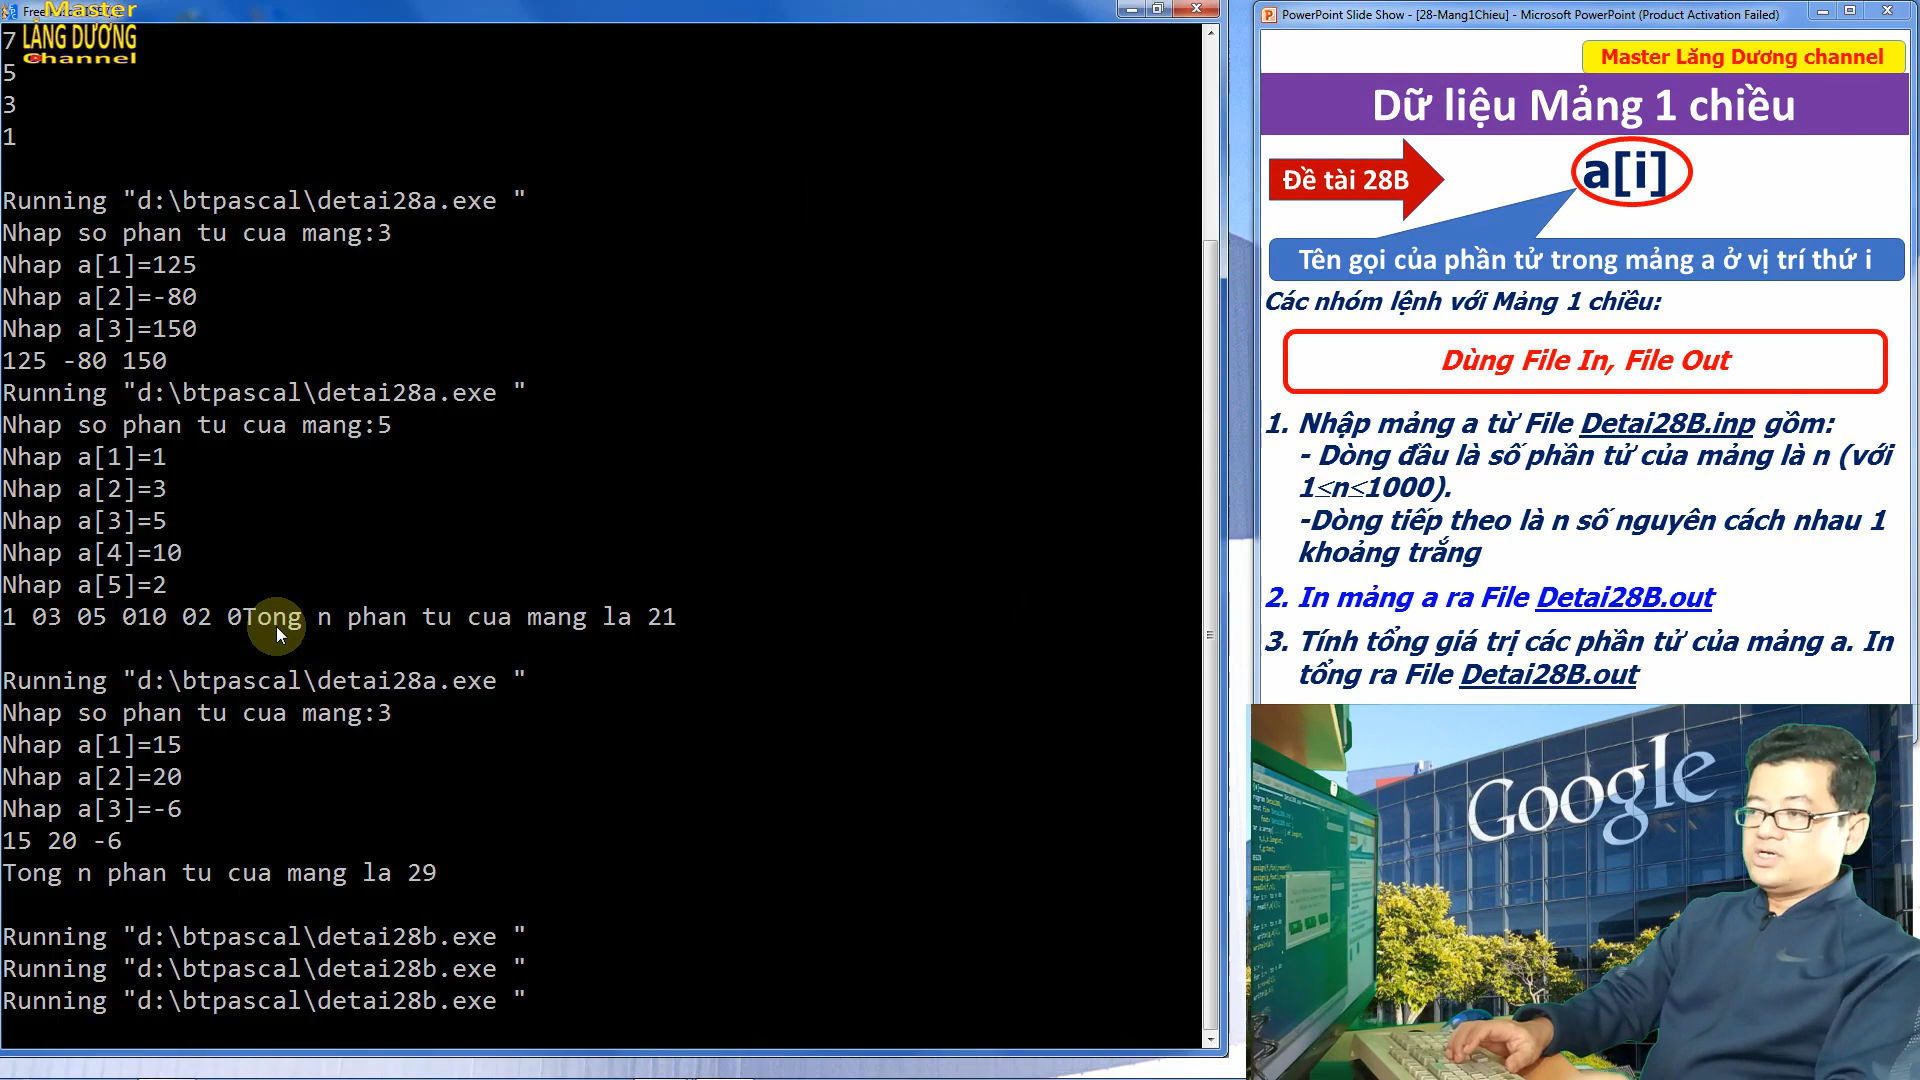 Free
Master
LĂNG DƯƠNG
Channel
7
5
3
1
Running "d:\btpascal\detai28a.exe "
Nhap so phan tu cua mang:3
Nhap a[1]=125
Nhap a[2]=-80
Nhap a[3]=150
125 -80 150
Running "d:\btpascal\detai28a.exe "
Nhap so phan tu cua mang:5
Nhap a[1]=1
Nhap a[2]=3
Nhap a[3]=5
Nhap a[4]=10
Nhap a[5]=2
1 03 05 010 02 0Tong n phan tu cua mang la 21
Running "d:\btpascal\detai28a.exe "
Nhap so phan tu cua mang:3
Nhap a[1]=15
Nhap a[2]=20
Nhap a[3]=-6
15 20 -6
Tong n phan tu cua mang la 29
Running "d:\btpascal\detai28b.exe "
Running "d:\btpascal\detai28b.exe "
Running "d:\btpascal\detai28b.exe "
PowerPoint Slide Show - [28-Mang1Chieu] - Microsoft PowerPoint (Product Activation Failed)
Master Lăng Dương channel
Dữ liệu Mảng 1 chiều
Đề tài 28B
a[i]
Tên gọi của phần tử trong mảng a ở vị trí thứ i
Các nhóm lệnh với Mảng 1 chiều:
Dùng File In, File Out
1. Nhập mảng a từ File Detai28B.inp gồm:
- Dòng đầu là số phần tử của mảng là n (với
1≤n≤1000).
-Dòng tiếp theo là n số nguyên cách nhau 1
khoảng trắng
2. In mảng a ra File Detai28B.out
3. Tính tổng giá trị các phần tử của mảng a. In
tổng ra File Detai28B.out
Google